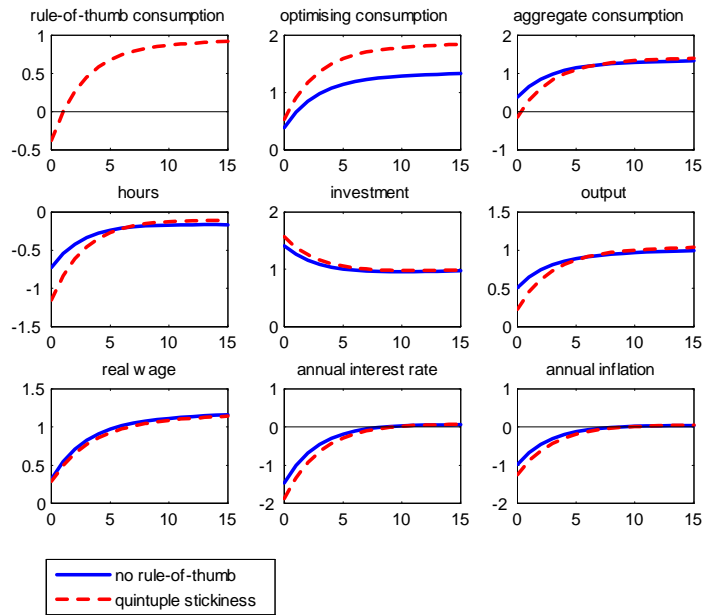 rule-of-thumb consumption
optimising consumption
aggregate consumption
1
0.5
0
-0.5
0 5 10 15
2
1.5
1
0.5
0
0 5 10 15
2
1
0
-1
0 5 10 15
hours
investment
output
0
-0.5
-1
-1.5
0 5 10 15
2
1
0
0 5 10 15
1.5
1
0.5
0 5 10 15
real wage
annual interest rate
annual inflation
1.5
1
0.5
0
0 5 10 15
1
0
-1
-2
0 5 10 15
1
0
-1
-2
0 5 10 15
no rule-of-thumb
quintuple stickiness